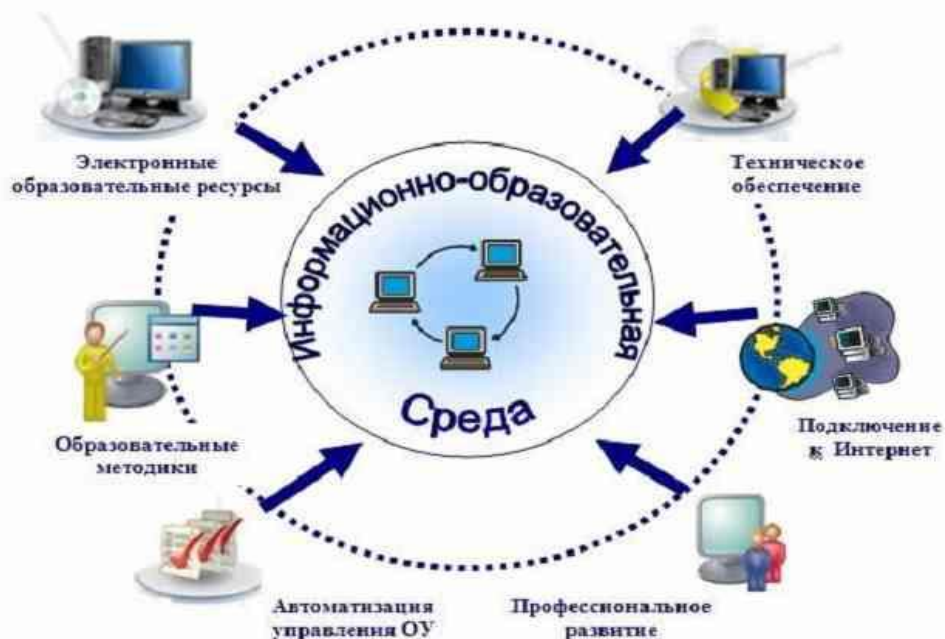 Электронные
образовательные ресурсы
Техническое
обеспечение
Информационно-образовательная
Среда
Образовательные
методики
Подключение
к Интернет
Автоматизация
управления ОУ
Профессиональное
развитие